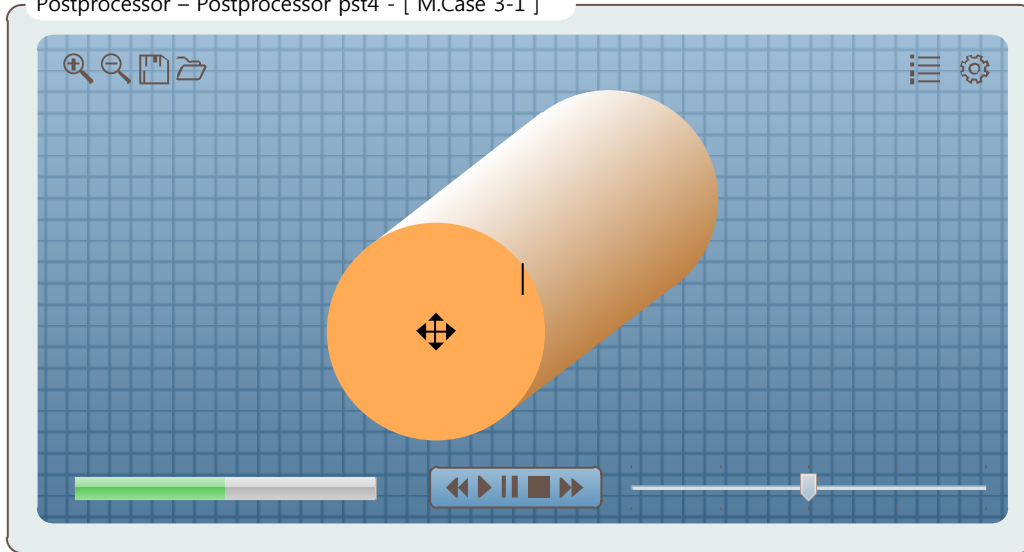 Postprocessor – Postprocessor pst4 - [ M.Case 3-1 ]